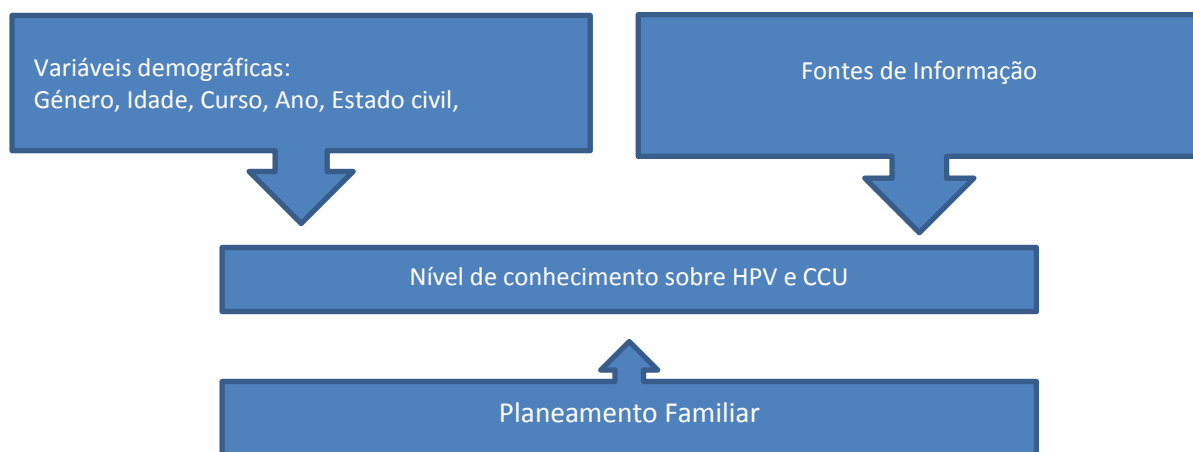 Variáveis demográficas:
Género, Idade, Curso, Ano, Estado civil,
Fontes de Informação
Nível de conhecimento sobre HPV e CCU
Planeamento Familiar